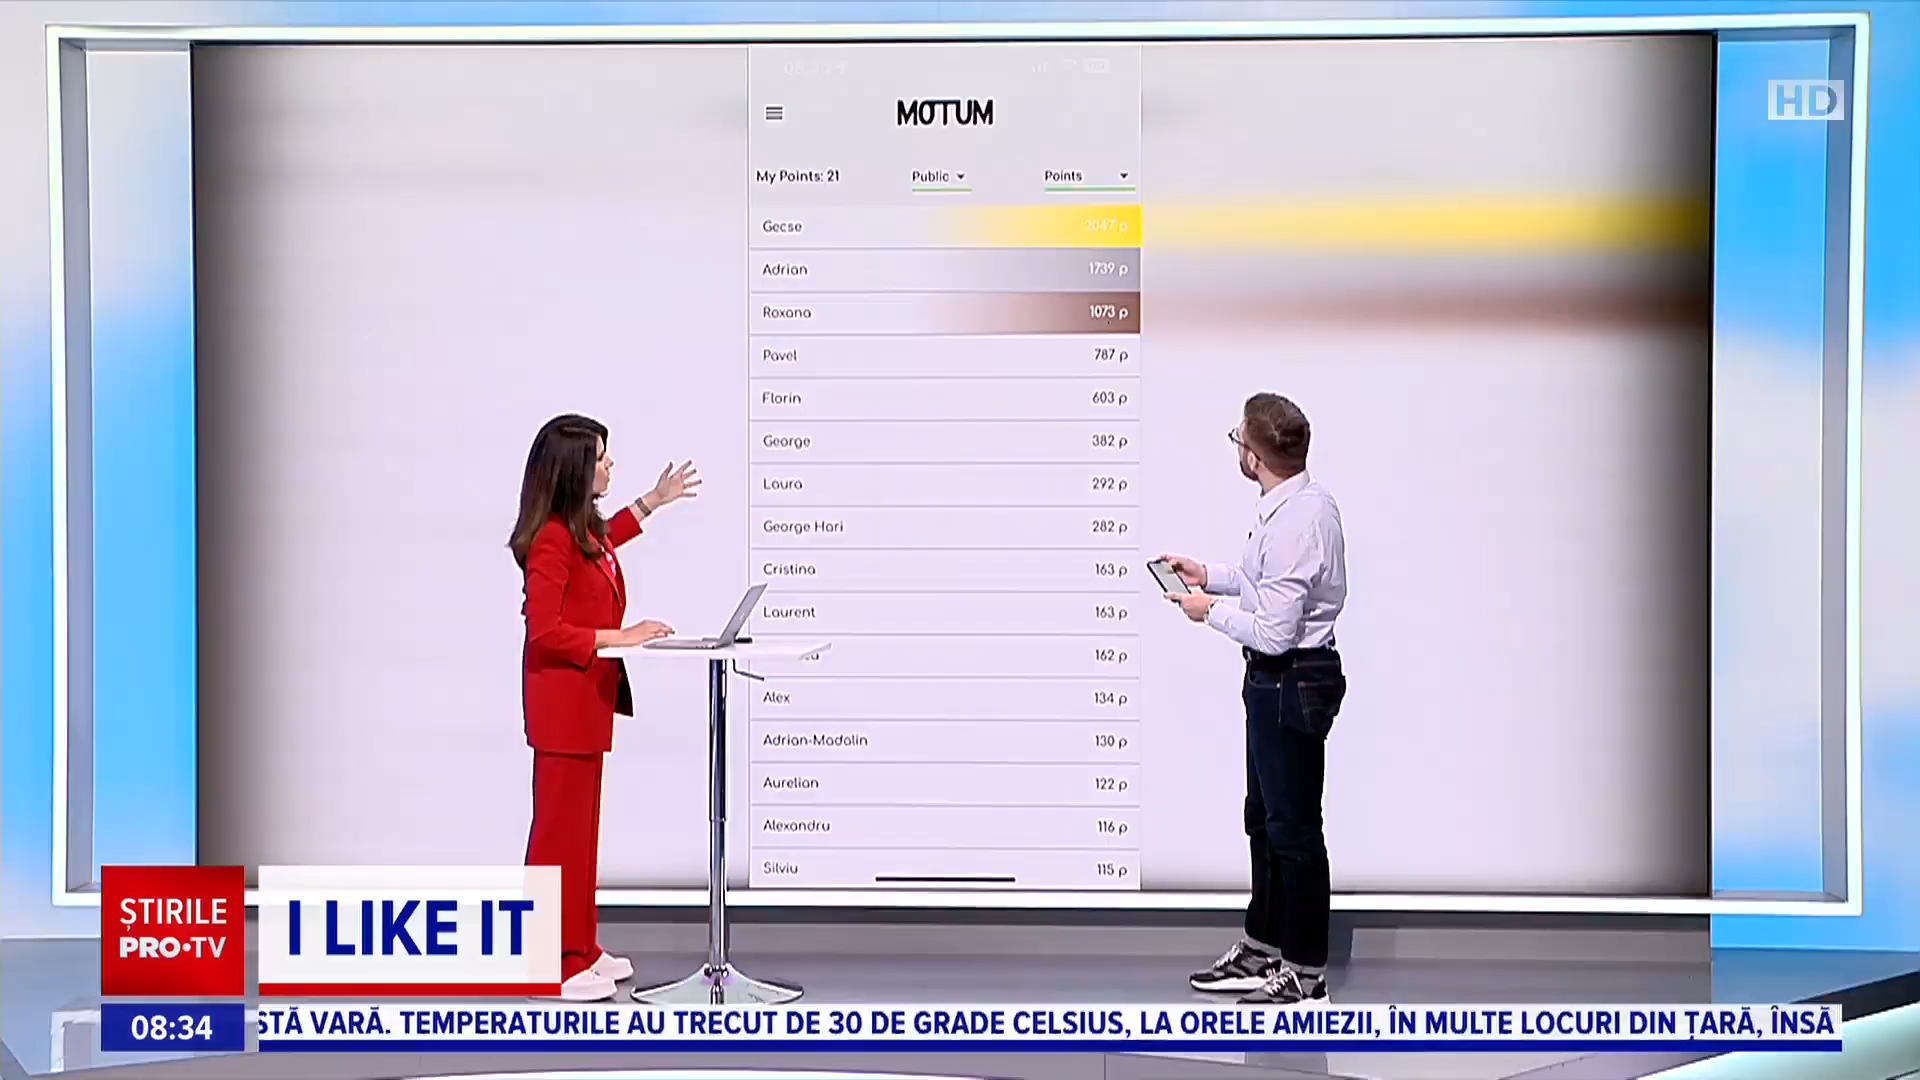 HD
MOTUM
My Points: 21
Public
Points
Gecse 2047 p
Adrian 1739 p
Roxana 1073 p
Pavel 787 p
Florin 603 p
George 382 p
Laura 292 p
George Hari 282 p
Cristina 163 p
Laurent 163 p
162 p
Alex 134 p
Adrian-Madalin 130 p
Aurelian 122 p
Alexandru 116 p
Silviu 115 p
ȘTIRILE
PRO•TV
I LIKE IT
08:34
STĂ VARĂ. TEMPERATURILE AU TRECUT DE 30 DE GRADE CELSIUS, LA ORELE AMIEZII, ÎN MULTE LOCURI DIN ȚARĂ, ÎNSĂ